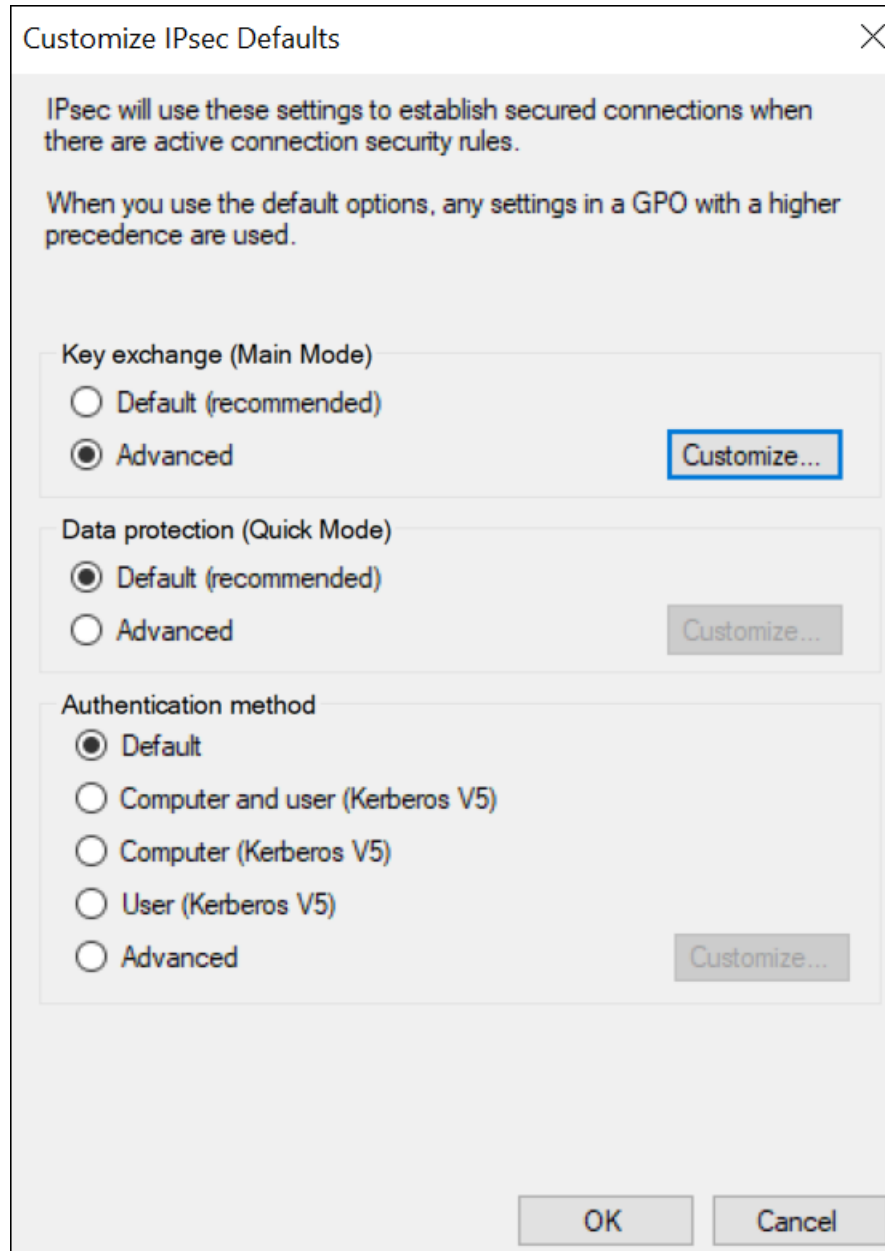 Customize IPsec Defaults
IPsec will use these settings to establish secured connections when
there are active connection security rules.
When you use the default options, any settings in a GPO with a higher
precedence are used.
Key exchange (Main Mode)
Default (recommended)
Advanced
Customize...
Data protection (Quick Mode)
Default (recommended)
Advanced
Customize...
Authentication method
Default
Computer and user (Kerberos V5)
Computer (Kerberos V5)
User (Kerberos V5)
Advanced
Customize...
OK
Cancel